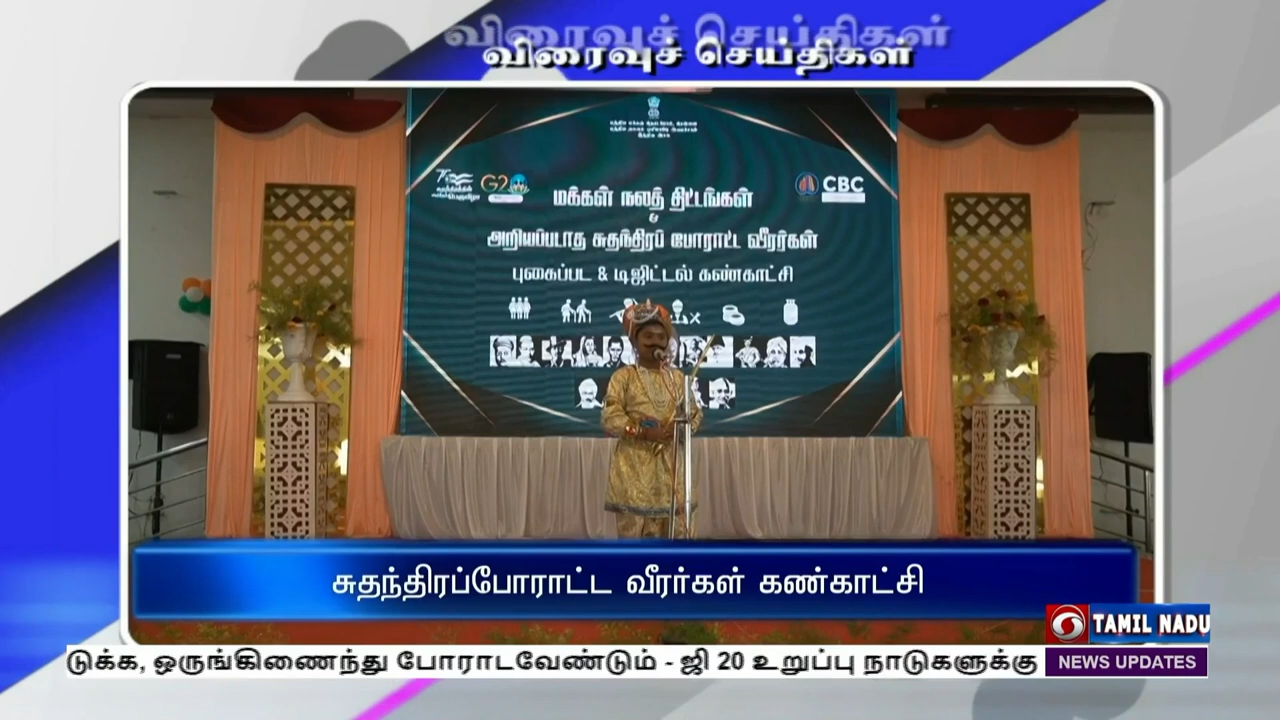 விரைவுச் செய்திகள்
விரைவுச் செய்திகள்
G20
CBC
மக்கள் நலத் திட்டங்கள்
&
அறியப்படாத சுதந்திரப் போராட்ட வீரர்கள்
புகைப்பட & டிஜிட்டல் கண்காட்சி
சுதந்திரப்போராட்ட வீரர்கள் கண்காட்சி
TAMIL NADU
டுக்க, ஒருங்கிணைந்து போராடவேண்டும் - ஜி 20 உறுப்பு நாடுகளுக்கு
NEWS UPDATES